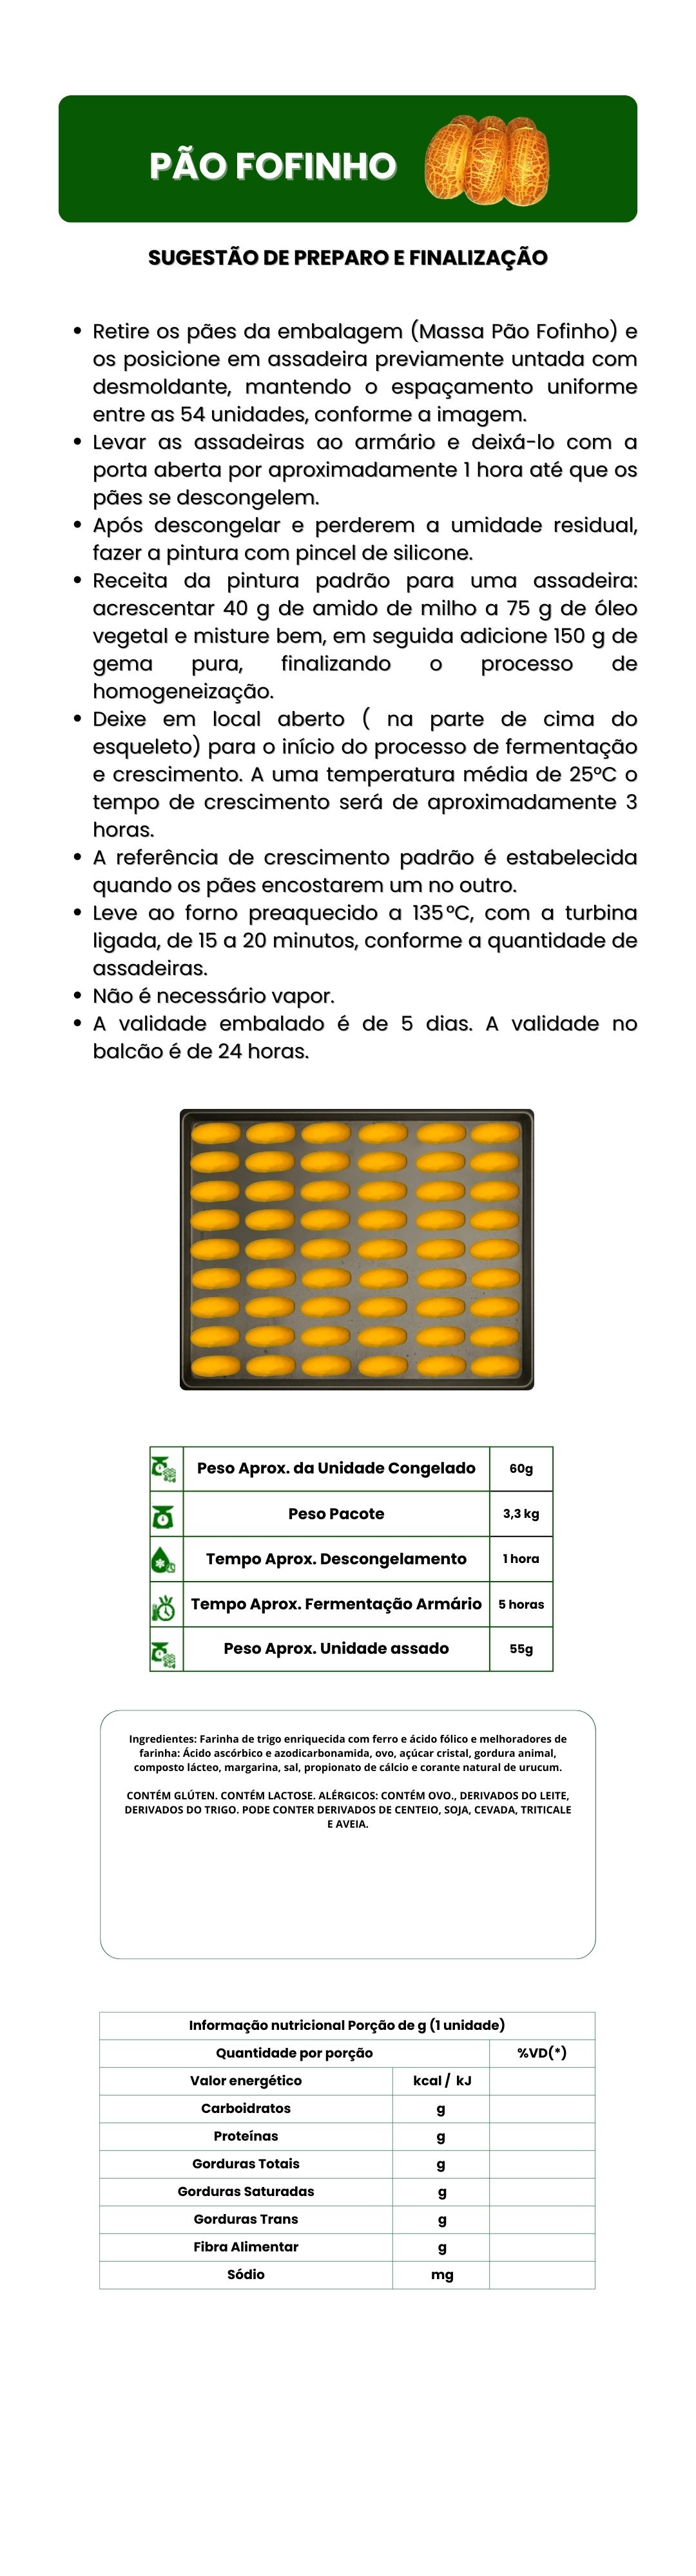 PÃO FOFINHO
SUGESTÃO DE PREPARO E FINALIZAÇÃO
• Retire os pães da embalagem (Massa Pão Fofinho) e
os posicione em assadeira previamente untada com
desmoldante, mantendo o espaçamento uniforme
entre as 54 unidades, conforme a imagem.
• Levar as assadeiras ao armário e deixá-lo com a
porta aberta por aproximadamente 1 hora até que os
pães se descongelem.
• Após descongelar e perderem a umidade residual,
fazer a pintura com pincel de silicone.
• Receita da pintura padrão para uma assadeira:
acrescentar 40 g de amido de milho a 75 g de óleo
vegetal e misture bem, em seguida adicione 150 g de
gema pura, finalizando o processo de
homogeneização.
• Deixe em local aberto ( na parte de cima do
esqueleto) para o início do processo de fermentação
e crescimento. A uma temperatura média de 25°C o
tempo de crescimento será de aproximadamente 3
horas.
• A referência de crescimento padrão é estabelecida
quando os pães encostarem um no outro.
• Leve ao forno preaquecido a 135°C, com a turbina
ligada, de 15 a 20 minutos, conforme a quantidade de
assadeiras.
• Não é necessário vapor.
• A validade embalado é de 5 dias. A validade no
balcão é de 24 horas.
Peso Aprox. da Unidade Congelado 60g
Peso Pacote 3,3 kg
Tempo Aprox. Descongelamento 1 hora
Tempo Aprox. Fermentação Armário 5 horas
Peso Aprox. Unidade assado 55g
Ingredientes: Farinha de trigo enriquecida com ferro e ácido fólico e melhoradores de
farinha: Ácido ascórbico e azodicarbonamida, ovo, açúcar cristal, gordura animal,
composto lácteo, margarina, sal, propionato de cálcio e corante natural de urucum.
CONTÉM GLÚTEN. CONTÉM LACTOSE. ALÉRGICOS: CONTÉM OVO., DERIVADOS DO LEITE,
DERIVADOS DO TRIGO. PODE CONTER DERIVADOS DE CENTEIO, SOJA, CEVADA, TRITICALE
E AVEIA.
Informação nutricional Porção de g (1 unidade)
Quantidade por porção %VD(*)
Valor energético kcal / kJ
Carboidratos g
Proteínas g
Gorduras Totais g
Gorduras Saturadas g
Gorduras Trans g
Fibra Alimentar g
Sódio mg